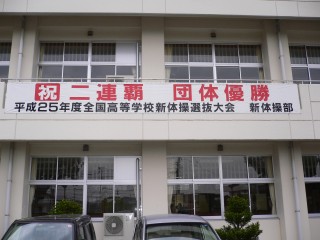 祝 二連覇 団体優勝
平成25年度全国高等学校新体操選抜大会 新体操部